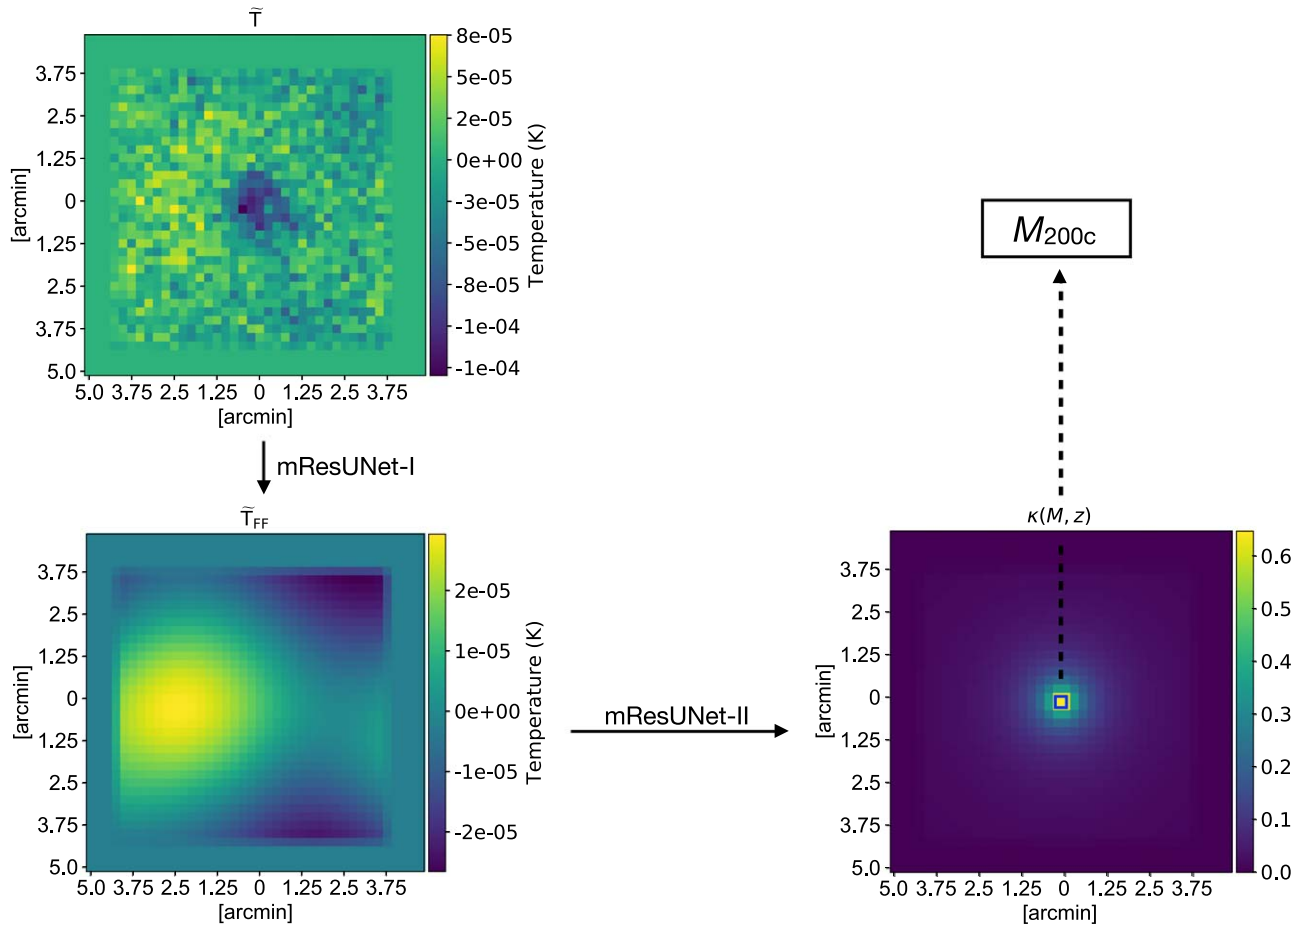 T̃
8e-05
5e-05
2e-05
0e+00
-3e-05
-5e-05
-8e-05
-1e-04
-1e-04
Temperature (K)
3.75
2.5
1.25
0
1.25
2.5
3.75
5.0
[arcmin]
5.0 3.75 2.5 1.25 0 1.25 2.5 3.75
[arcmin]
mResUNet-I
T̃FF
2e-05
1e-05
0e+00
-1e-05
-2e-05
Temperature (K)
3.75
2.5
1.25
0
1.25
2.5
3.75
5.0
[arcmin]
5.0 3.75 2.5 1.25 0 1.25 2.5 3.75
[arcmin]
mResUNet-II
M200c
κ(M, z)
0.6
0.5
0.4
0.3
0.2
0.1
0.0
3.75
2.5
1.25
0
1.25
2.5
3.75
5.0
[arcmin]
5.0 3.75 2.5 1.25 0 1.25 2.5 3.75
[arcmin]